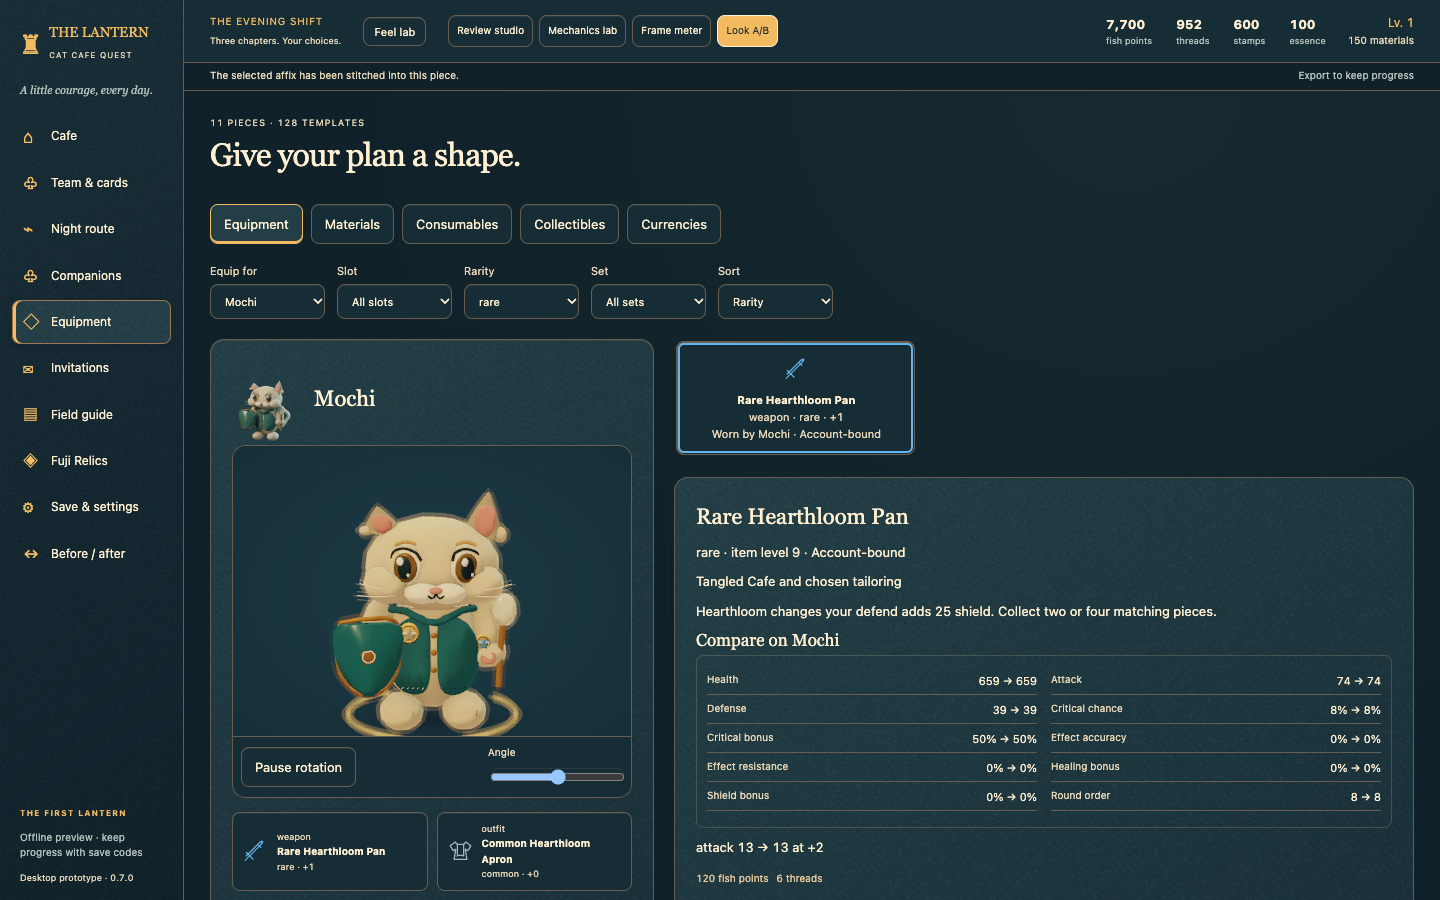 THE LANTERN
CAT CAFE QUEST
A little courage, every day.
Cafe
Team & cards
Night route
Companions
Equipment
Invitations
Field guide
Fuji Relics
Save & settings
Before / after
THE FIRST LANTERN
Offline preview · keep
progress with save codes
Desktop prototype · 0.7.0
THE EVENING SHIFT
Three chapters. Your choices.
Feel lab
Review studio
Mechanics lab
Frame meter
Look A/B
7,700 fish points
952 threads
600 stamps
100 essence
Lv. 1
150 materials
The selected affix has been stitched into this piece.
Export to keep progress
11 PIECES · 128 TEMPLATES
Give your plan a shape.
Equipment
Materials
Consumables
Collectibles
Currencies
Equip for
Mochi
Slot
All slots
Rarity
rare
Set
All sets
Sort
Rarity
Mochi
Pause rotation
Angle
weapon
Rare Hearthloom Pan
rare · +1
outfit
Common Hearthloom
Apron
common · +0
Rare Hearthloom Pan
weapon · rare · +1
Worn by Mochi · Account-bound
Rare Hearthloom Pan
rare · item level 9 · Account-bound
Tangled Cafe and chosen tailoring
Hearthloom changes your defend adds 25 shield. Collect two or four matching pieces.
Compare on Mochi
Health 659 → 659
Attack 74 → 74
Defense 39 → 39
Critical chance 8% → 8%
Critical bonus 50% → 50%
Effect accuracy 0% → 0%
Effect resistance 0% → 0%
Healing bonus 0% → 0%
Shield bonus 0% → 0%
Round order 8 → 8
attack 13 → 13 at +2
120 fish points 6 threads